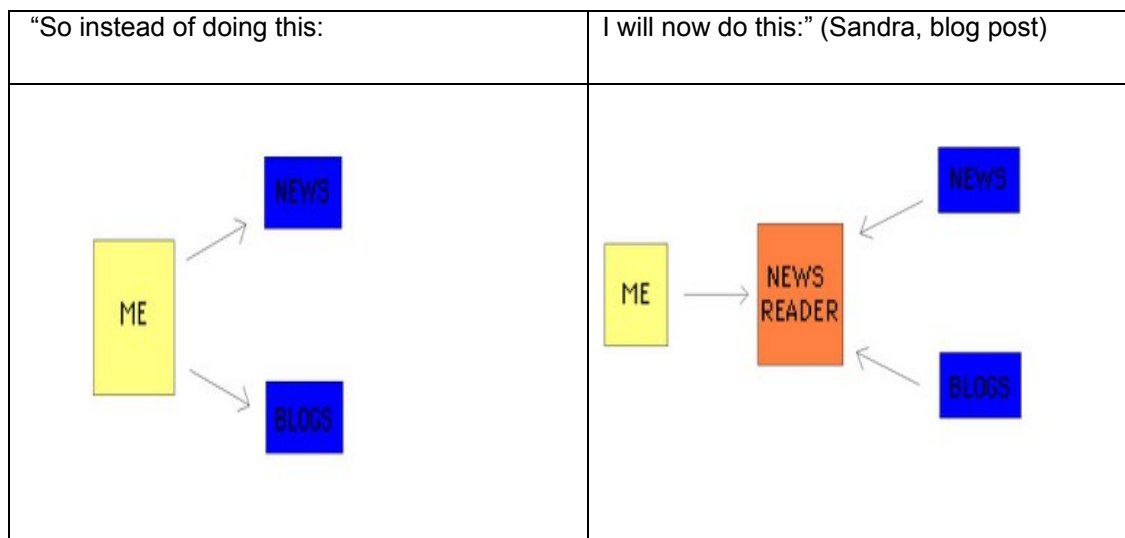 “So instead of doing this:
I will now do this:” (Sandra, blog post)
NEWS
ME
BLOGS
NEWS
ME
NEWS
READER
BLOGS